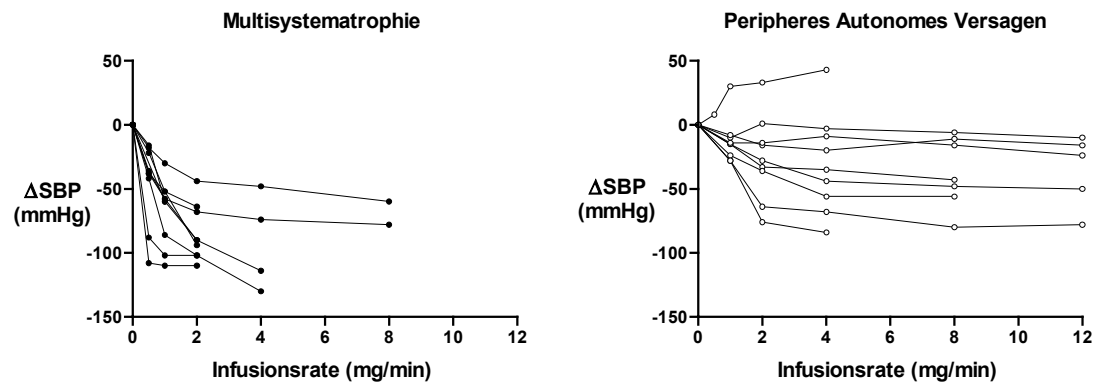 Multisystematrophie
50
0
-50
-100
-150
ΔSBP
(mmHg)
0 2 4 6 8 10 12
Infusionsrate (mg/min)
Peripheres Autonomes Versagen
50
0
-50
-100
-150
ΔSBP
(mmHg)
0 2 4 6 8 10 12
Infusionsrate (mg/min)